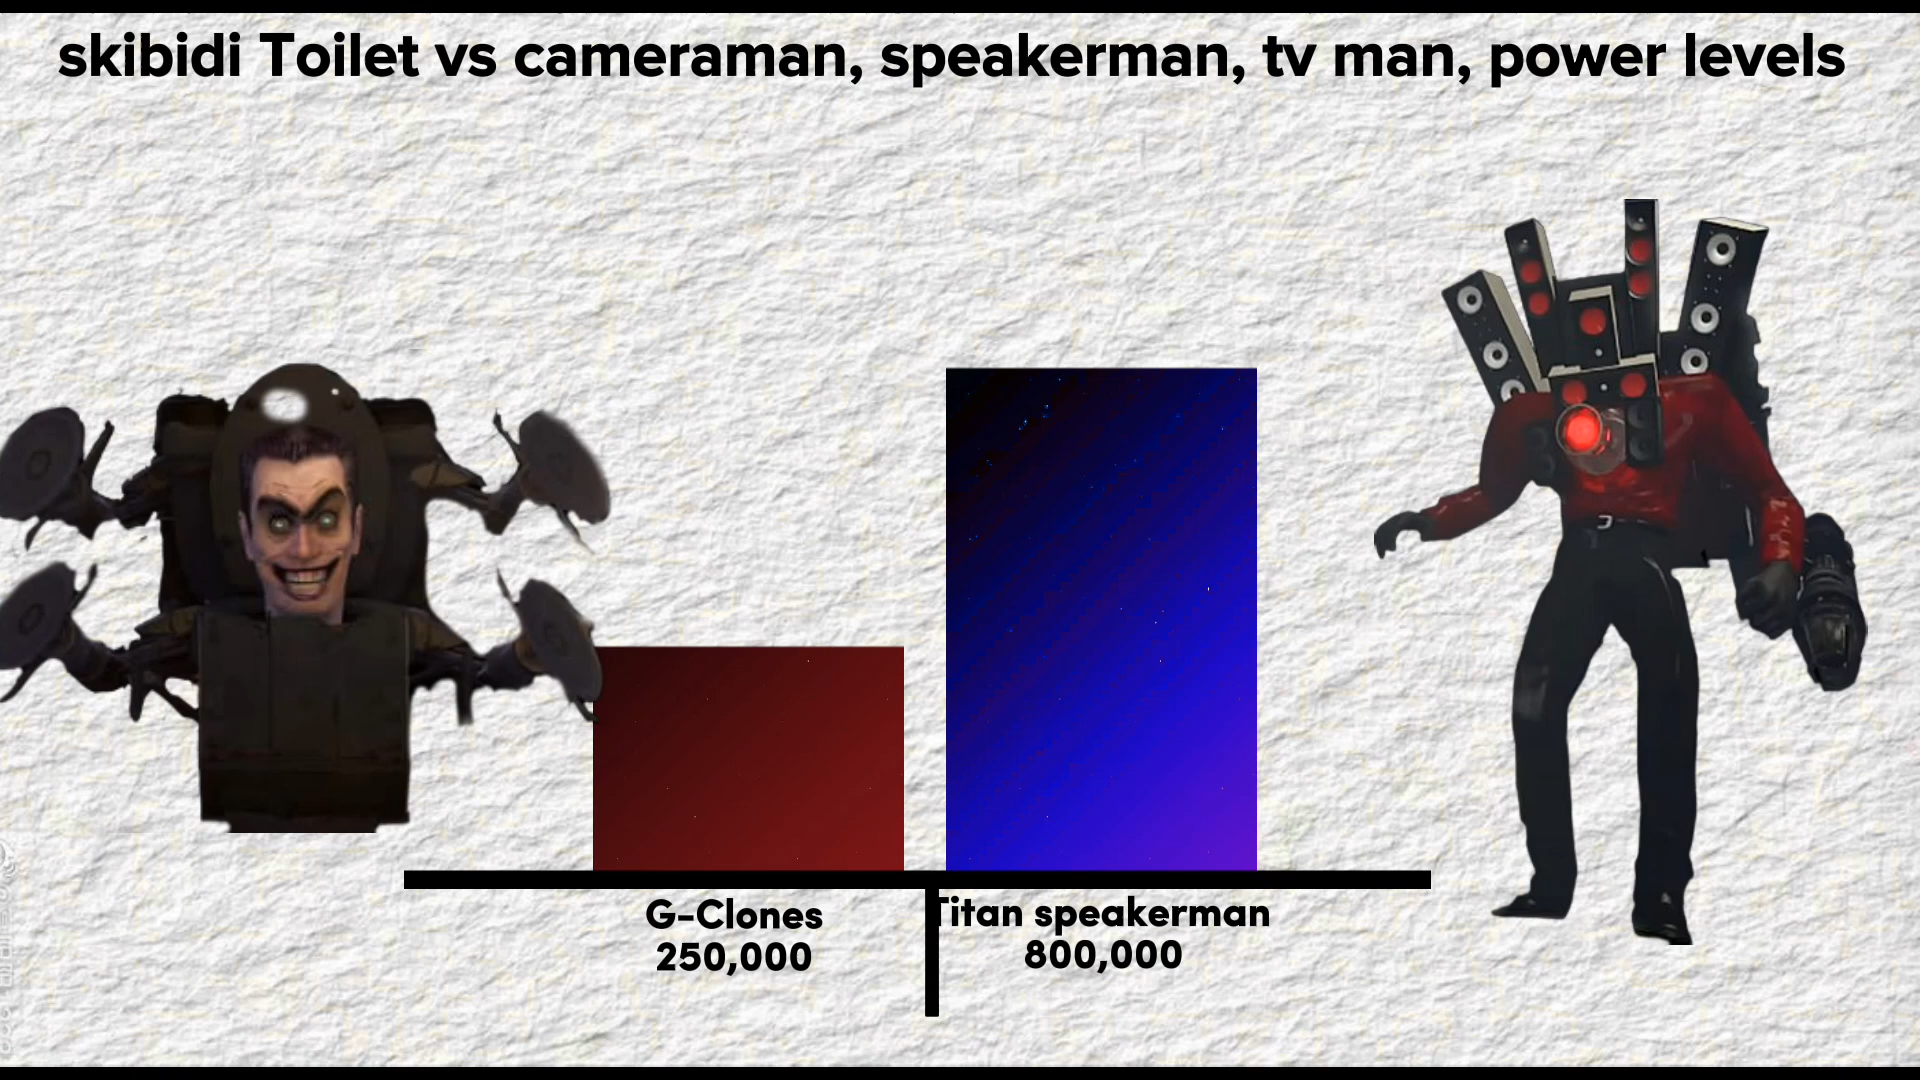 skibidi Toilet vs cameraman, speakerman, tv man, power levels
G-Clones
250,000
Titan speakerman
800,000